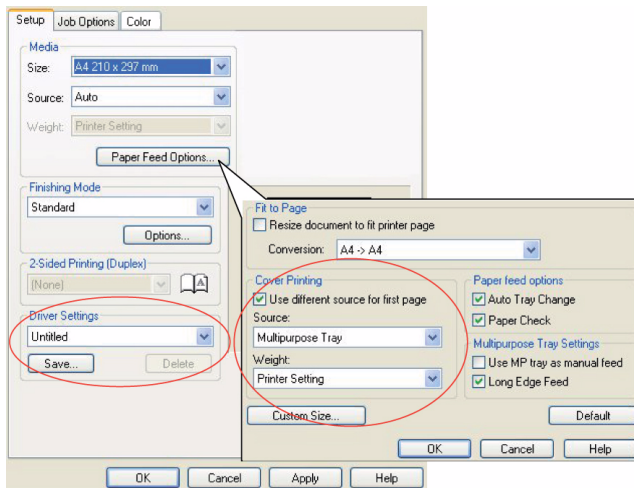 Setup
Job Options
Color
Media
Size: A4 210 x 297 mm
Source: Auto
Weight: Printer Setting
Paper Feed Options...
Finishing Mode
Standard
Options...
2-Sided Printing (Duplex)
(None)
A
Driver Settings
Untitled
Save...
Delete
OK
Cancel
Apply
Help
Fit to Page
Resize document to fit printer page
Conversion: A4 -> A4
Cover Printing
Use different source for first page
Source:
Multipurpose Tray
Weight:
Printer Setting
Custom Size...
Paper feed options
Auto Tray Change
Paper Check
Multipurpose Tray Settings
Use MP tray as manual feed
Long Edge Feed
Default
OK
Cancel
Help